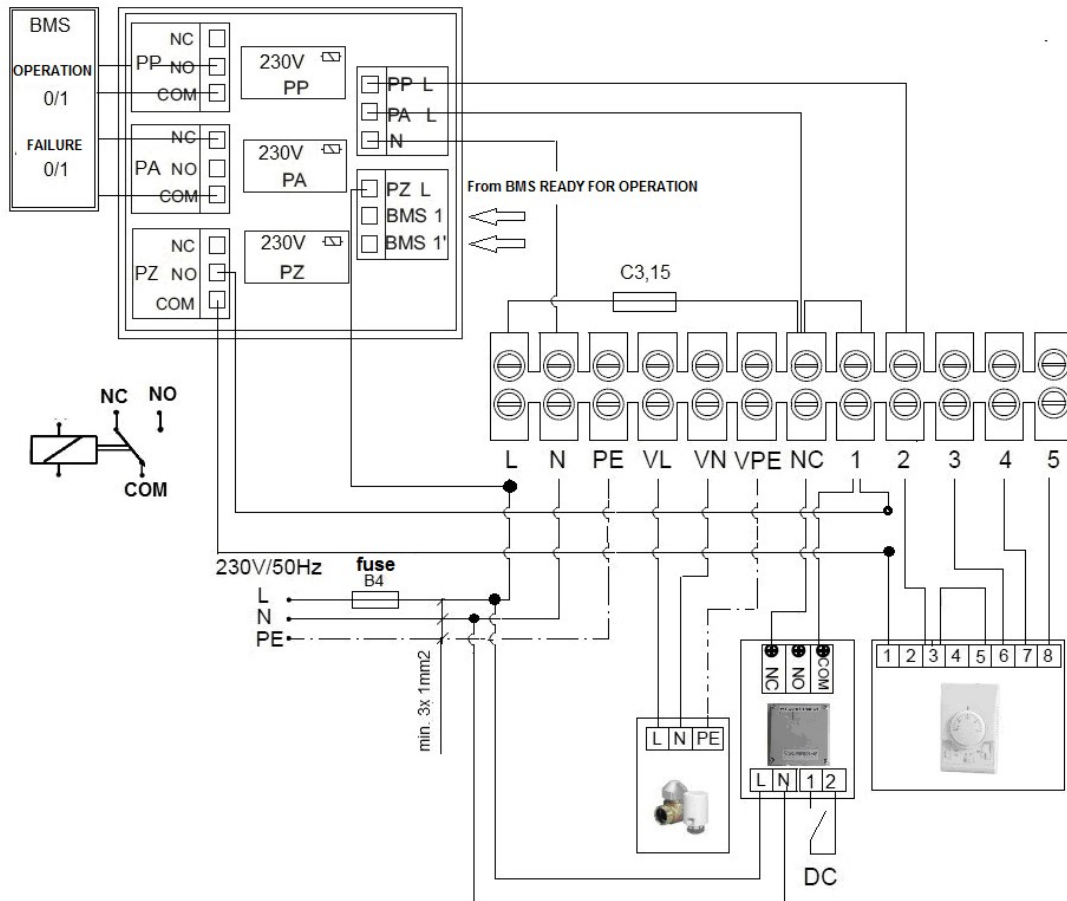 BMS
OPERATION
0/1
FAILURE
0/1
NC
PP NO
COM
230V
PP
PP L
PA L
N
NC
PA NO
COM
230V
PA
PZ L
BMS 1
BMS 1'
From BMS READY FOR OPERATION
NC
PZ NO
COM
230V
PZ
C3,15
NC NO
COM
L N PE VL VN VPE NC 1 2 3 4 5
230V/50Hz
fuse
B4
L
N
PE
min. 3x 1mm2
L N PE
NC NO COM
L N 1 2
DC
1 2 3 4 5 6 7 8